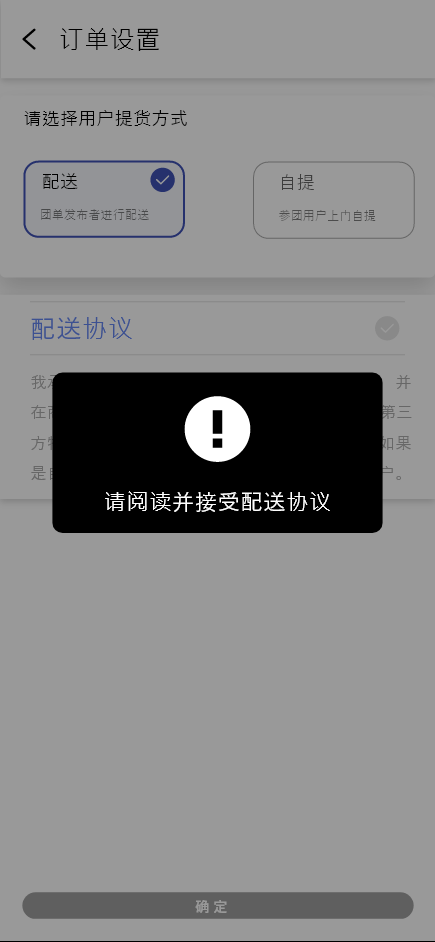 订单设置
请选择用户提货方式
配送
自提
团单发布者进行配送
参团用户上门自提
配送协议
并
在
第三
方
如果
是
户。
请阅读并接受配送协议
确定